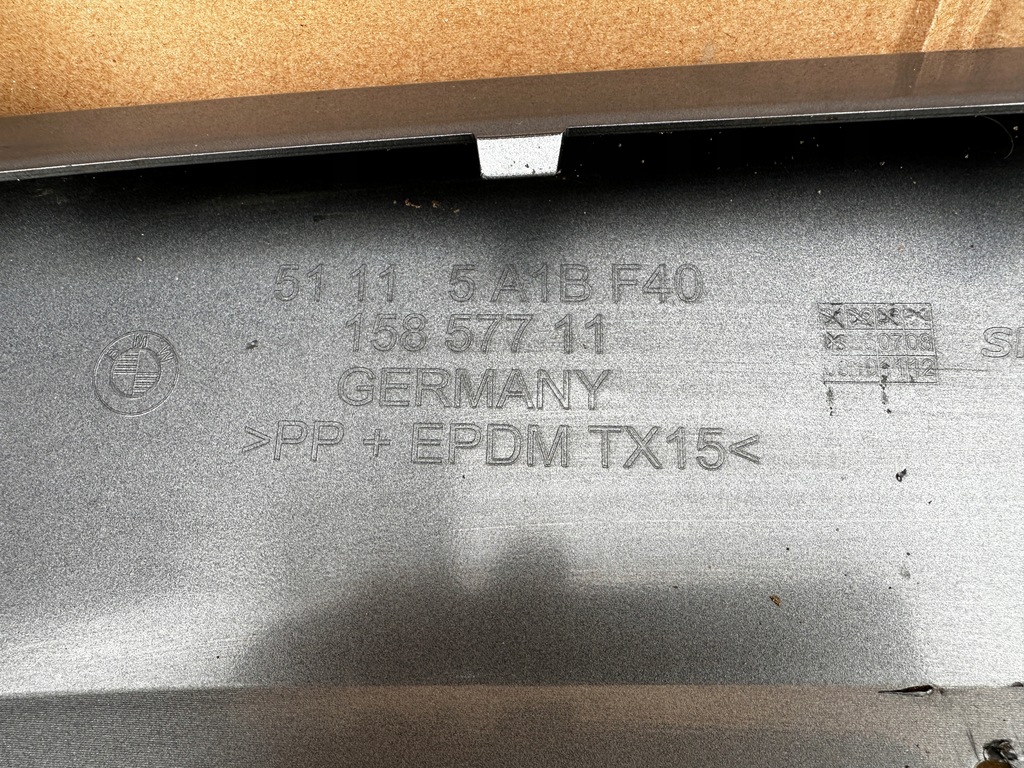 51 11 5 A1B F40
158 577 11
GERMANY
>PP + EPDM TX15<